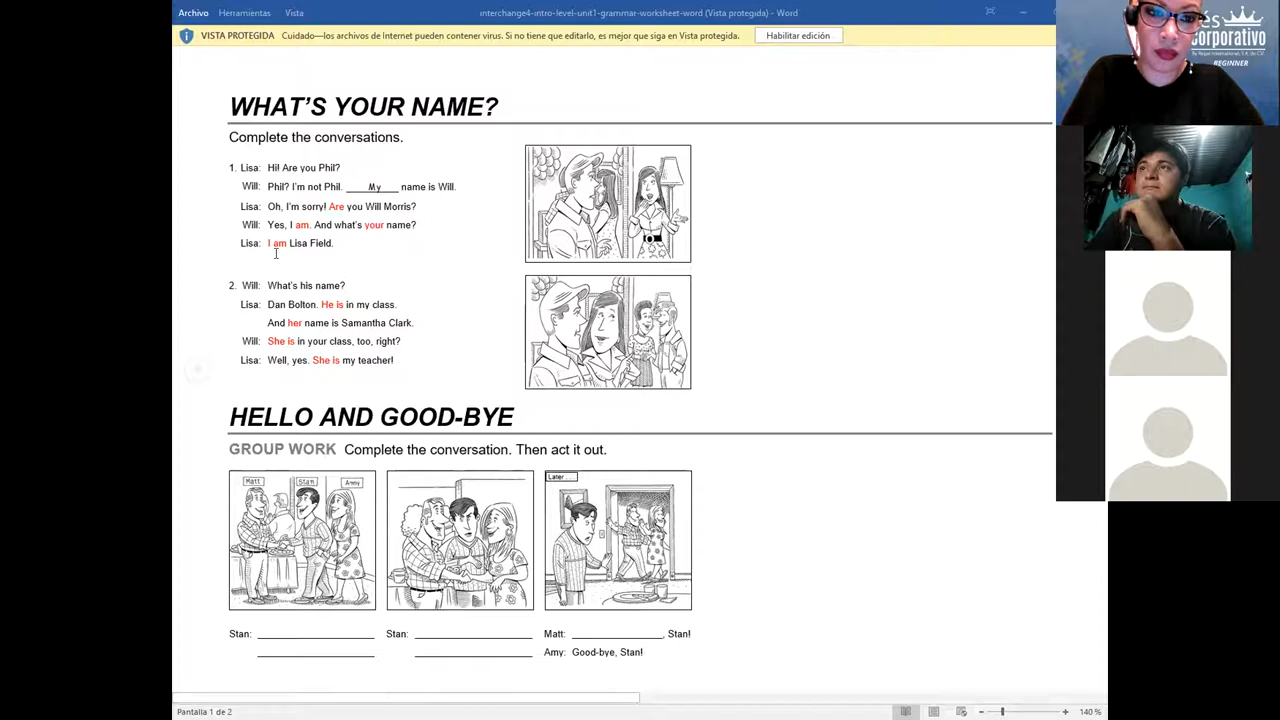 Archivo Herramientas Vista interchange4-intro-level-unit1-grammar-worksheet-word (Vista protegida) - Word
VISTA PROTEGIDA Cuidado—los archivos de Internet pueden contener virus. Si no tiene que editarlo, es mejor que siga en Vista protegida. Habilitar edición
és
corporativo
BEGINNER
WHAT'S YOUR NAME?
Complete the conversations.
1. Lisa: Hi! Are you Phil?
Will: Phil? I'm not Phil. My name is Will.
Lisa: Oh, I'm sorry! Are you Will Morris?
Will: Yes, I am. And what's your name?
Lisa: I am Lisa Field.
2. Will: What's his name?
Lisa: Dan Bolton. He is in my class.
And her name is Samantha Clark.
Will: She is in your class, too, right?
Lisa: Well, yes. She is my teacher!
HELLO AND GOOD-BYE
GROUP WORK Complete the conversation. Then act it out.
Matt Stan Amy
Later . . .
Stan: Stan: Matt: , Stan!
Amy: Good-bye, Stan!
Pantalla 1 de 2 140 %